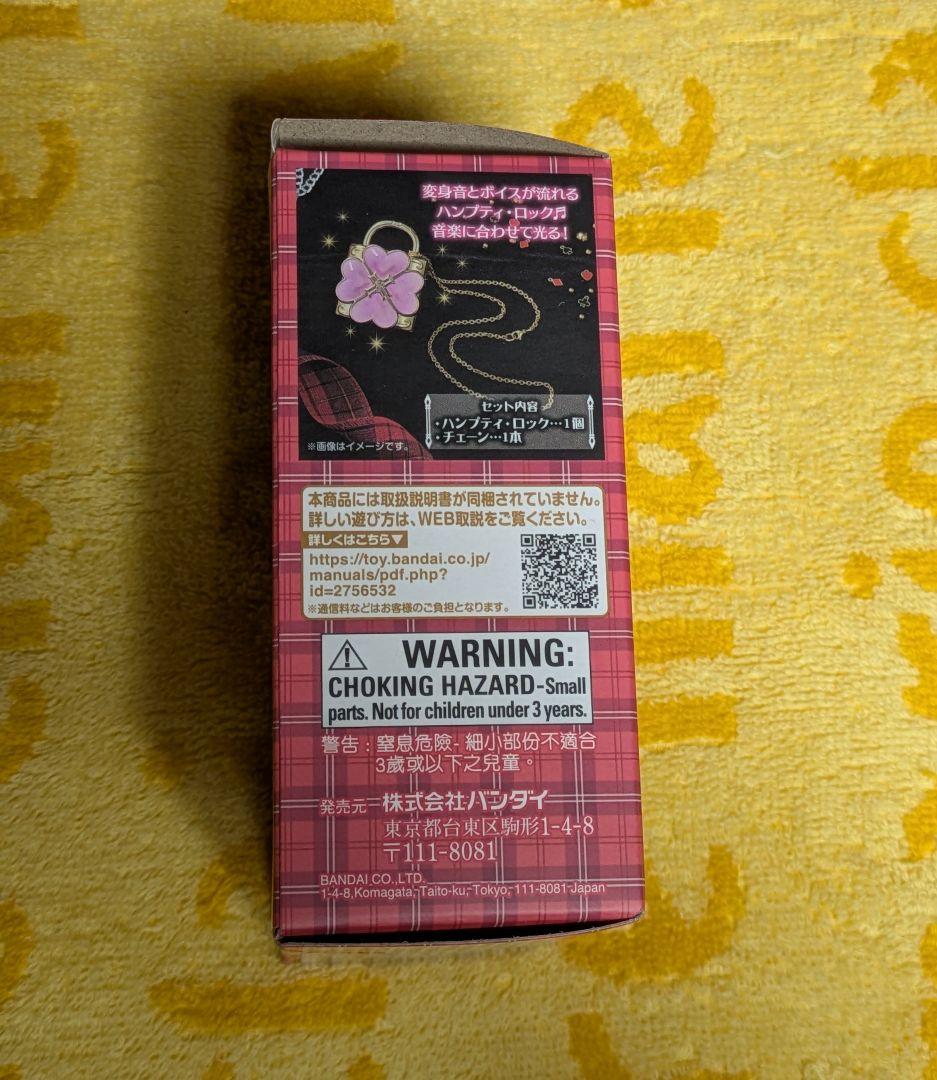 変身音とボイスが流れる
ハンプティ・ロック♬
音楽に合わせて光る！
セット内容
・ハンプティ・ロック…1個
・チェーン…1本
※画像はイメージです。
本商品には取扱説明書が同梱されていません。
詳しい遊び方は、WEB取説をご覧ください。
詳しくはこちら▼
https://toy.bandai.co.jp/
manuals/pdf.php?
id=2756532
※通信料などはお客様のご負担となります。
WARNING:
CHOKING HAZARD-Small
parts. Not for children under 3 years.
警告：窒息危險-細小部份不適合
3歲或以下之兒童。
発売元 株式会社バンダイ
東京都台東区駒形1-4-8
〒111-8081
BANDAI CO.,LTD.
1-4-8,Komagata,Taito-ku,Tokyo,111-8081 Japan